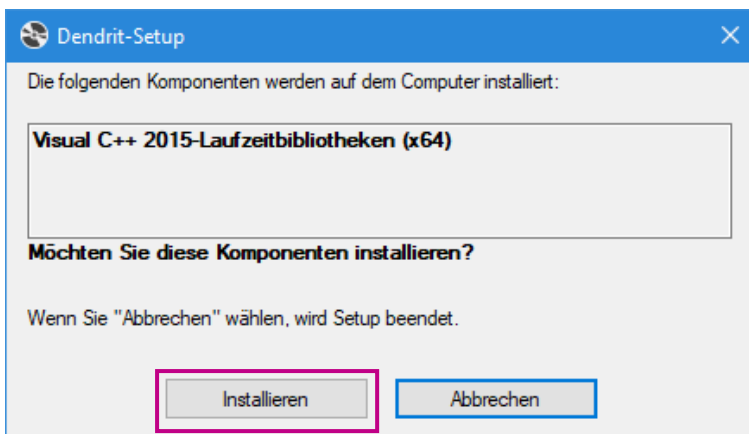 Dendrit-Setup
Die folgenden Komponenten werden auf dem Computer installiert:
Visual C++ 2015-Laufzeitbibliotheken (x64)
Möchten Sie diese Komponenten installieren?
Wenn Sie "Abbrechen" wählen, wird Setup beendet.
Installieren Abbrechen